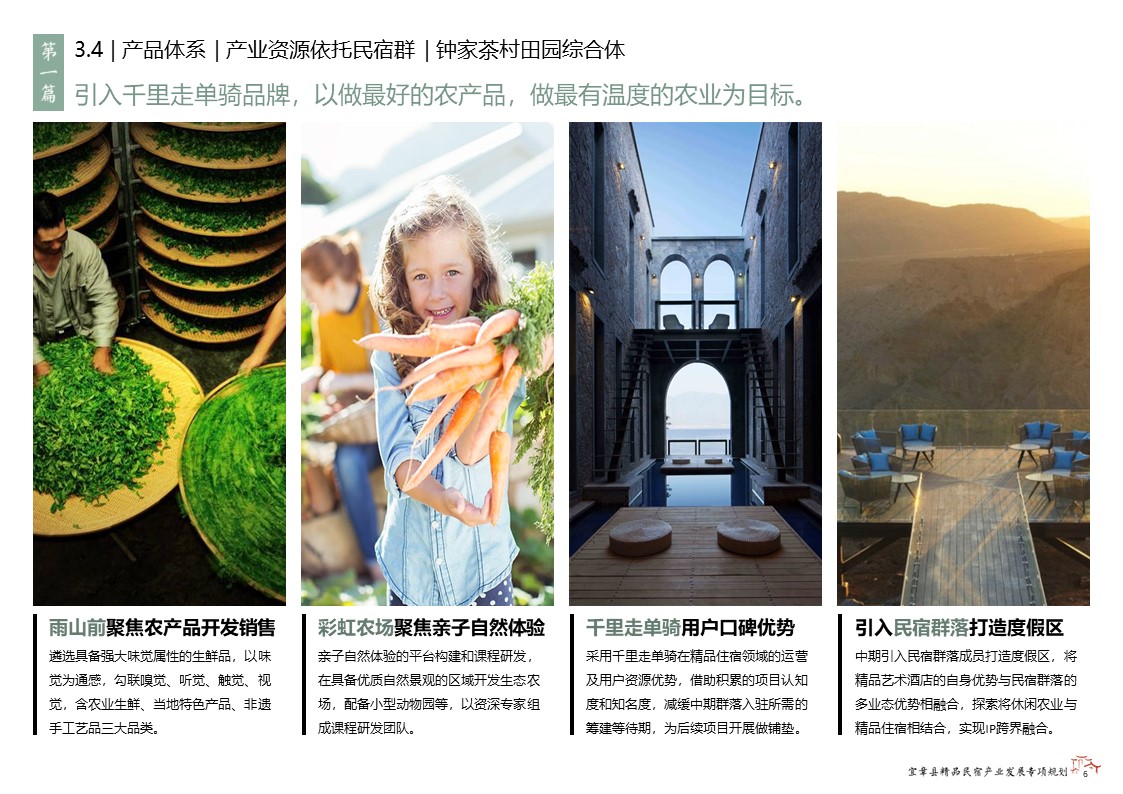 第一篇
3.4 | 产品体系 | 产业资源依托民宿群 | 钟家茶村田园综合体
引入千里走单骑品牌，以做最好的农产品，做最有温度的农业为目标。
雨山前聚焦农产品开发销售
遴选具备强大味觉属性的生鲜品，以味
觉为通感，勾联嗅觉、听觉、触觉、视
觉，含农业生鲜、当地特色产品、非遗
手工艺品三大品类。
彩虹农场聚焦亲子自然体验
亲子自然体验的平台构建和课程研发，
在具备优质自然景观的区域开发生态农
场，配备小型动物园等，以资深专家组
成课程研发团队。
千里走单骑用户口碑优势
采用千里走单骑在精品住宿领域的运营
及用户资源优势，借助积累的项目认知
度和知名度，减缓中期群落入驻所需的
筹建等待期，为后续项目开展做铺垫。
引入民宿群落打造度假区
中期引入民宿群落成员打造度假区，将
精品艺术酒店的自身优势与民宿群落的
多业态优势相融合，探索将休闲农业与
精品住宿相结合，实现IP跨界融合。
宜章县精品民宿产业发展专项规划
6